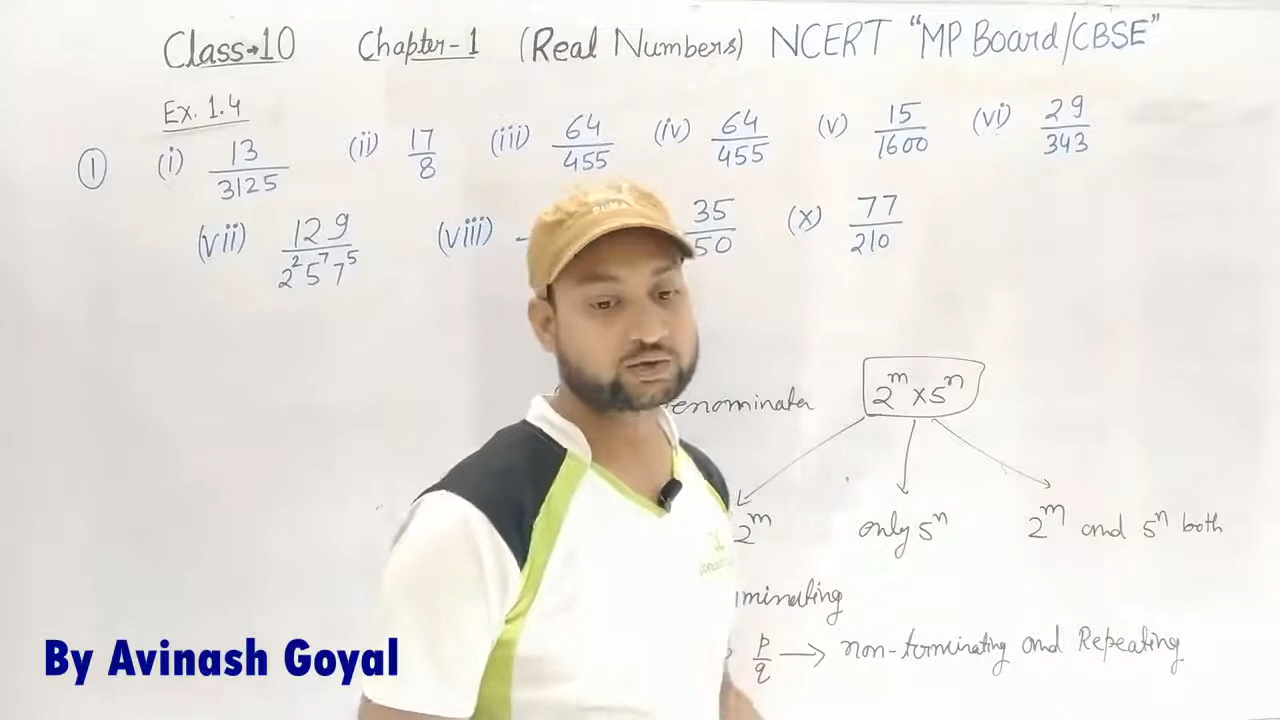 Class→10 Chapter-1 (Real Numbers) NCERT "MP Board/CBSE"
Ex. 1.4
① (i) 13/3125 (ii) 17/8 (iii) 64/455 (iv) 64/455 (v) 15/1600 (vi) 29/343
(vii) 129/2²5⁷7⁵ (viii) 35/50 (x) 77/210
enominater 2^m × 5^n
2^m only 5^n 2^m and 5^n both
minating
p/q → non-terminating and Repeating
By Avinash Goyal